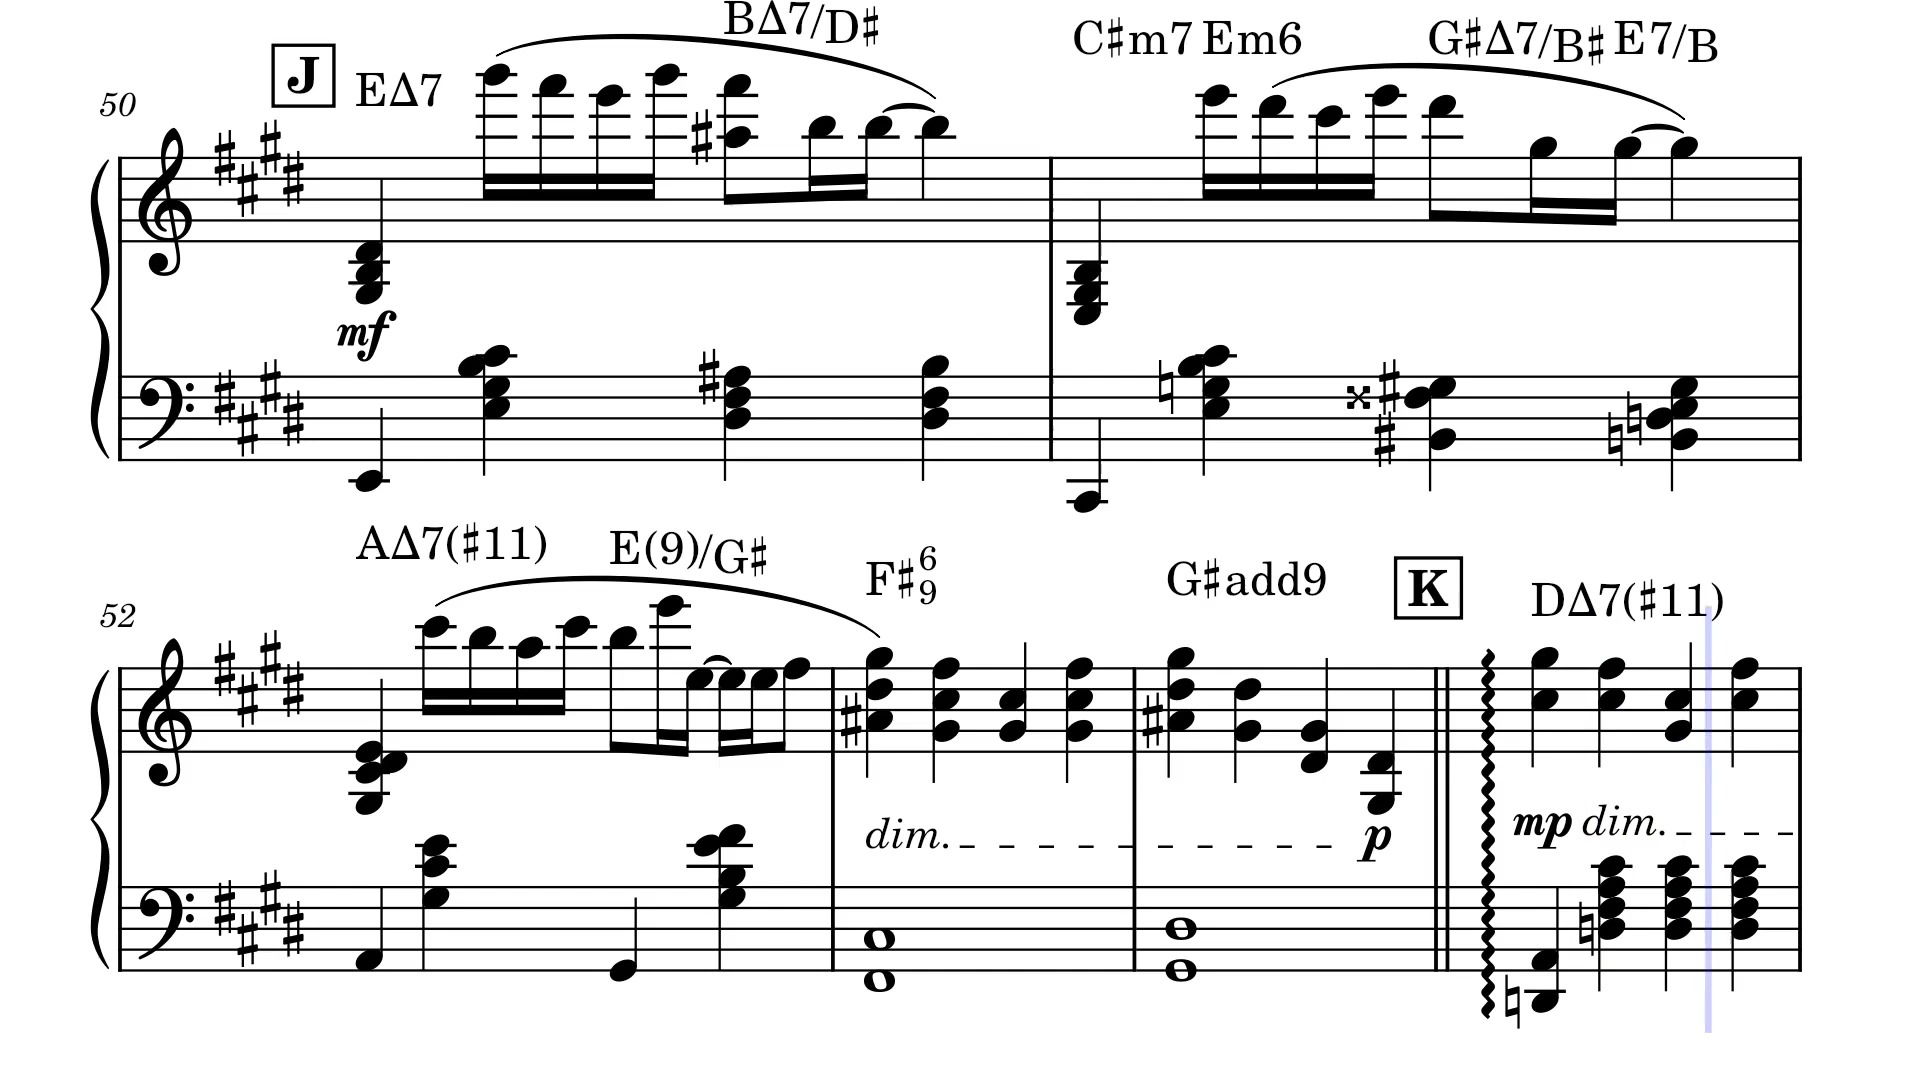 50 J EΔ7 BΔ7/D♯ C♯m7 Em6 G♯Δ7/B♯ E7/B
mf
52 AΔ7(♯11) E(9)/G♯ F♯6 9 G♯add9 K DΔ7(♯11)
dim. p mp dim.